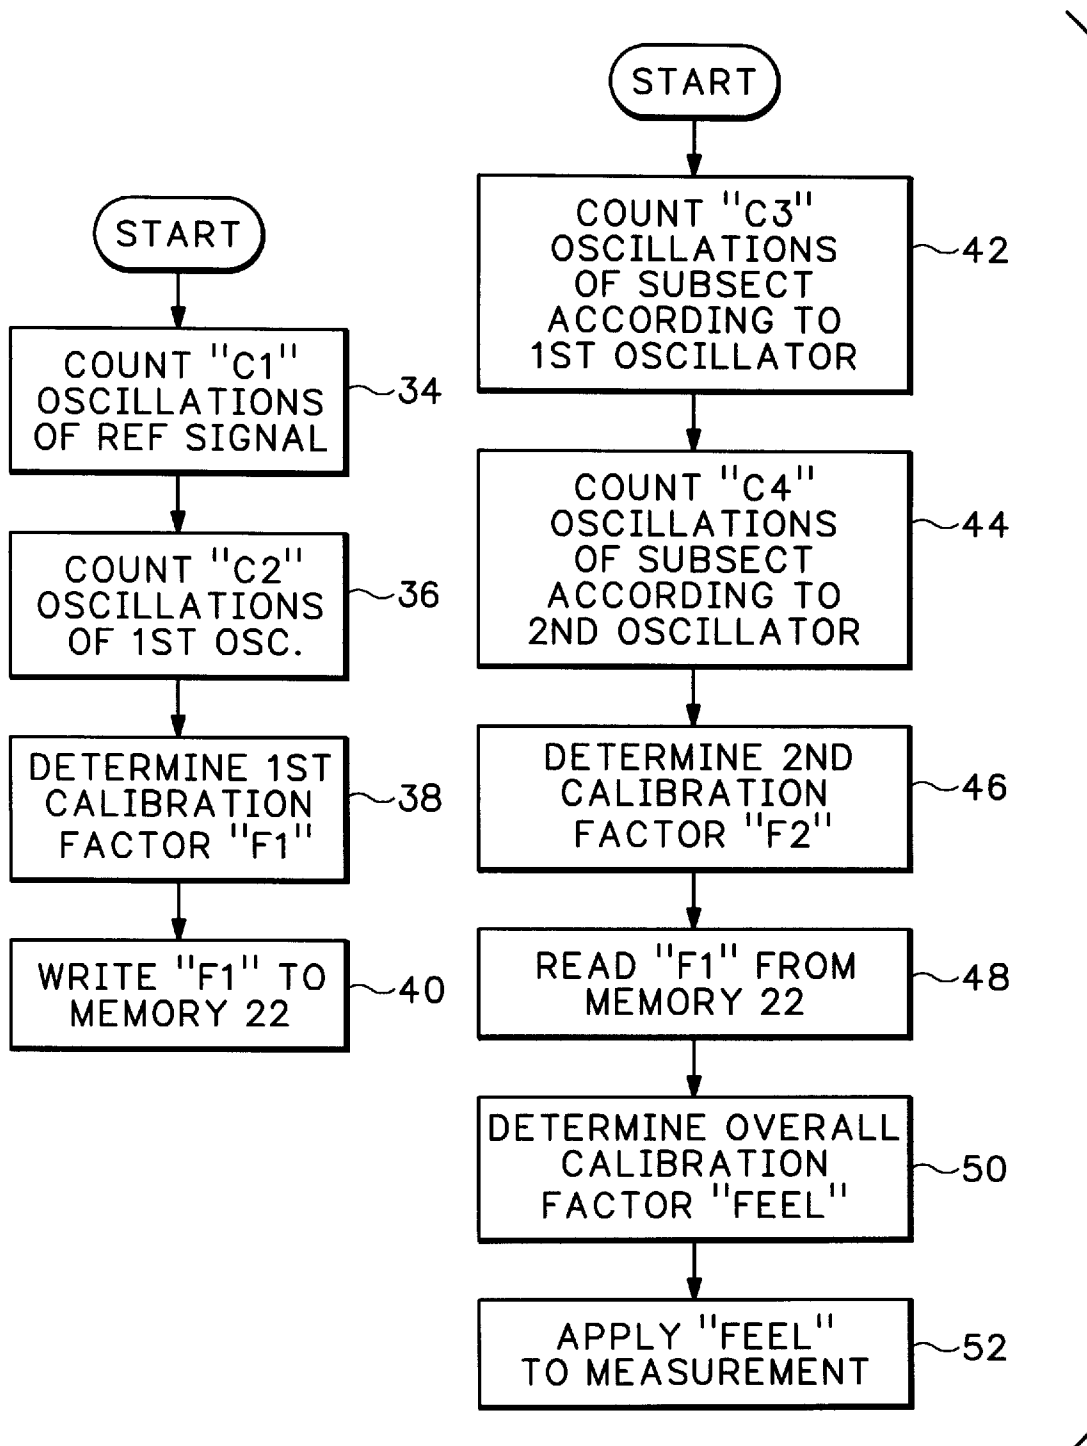 START
COUNT "C1"
OSCILLATIONS
OF REF SIGNAL
34
COUNT "C2"
OSCILLATIONS
OF 1ST OSC.
36
DETERMINE 1ST
CALIBRATION
FACTOR "F1"
38
WRITE "F1" TO
MEMORY 22
40
START
COUNT "C3"
OSCILLATIONS
OF SUBSECT
ACCORDING TO
1ST OSCILLATOR
42
COUNT "C4"
OSCILLATIONS
OF SUBSECT
ACCORDING TO
2ND OSCILLATOR
44
DETERMINE 2ND
CALIBRATION
FACTOR "F2"
46
READ "F1" FROM
MEMORY 22
48
DETERMINE OVERALL
CALIBRATION
FACTOR "FEEL"
50
APPLY "FEEL"
TO MEASUREMENT
52